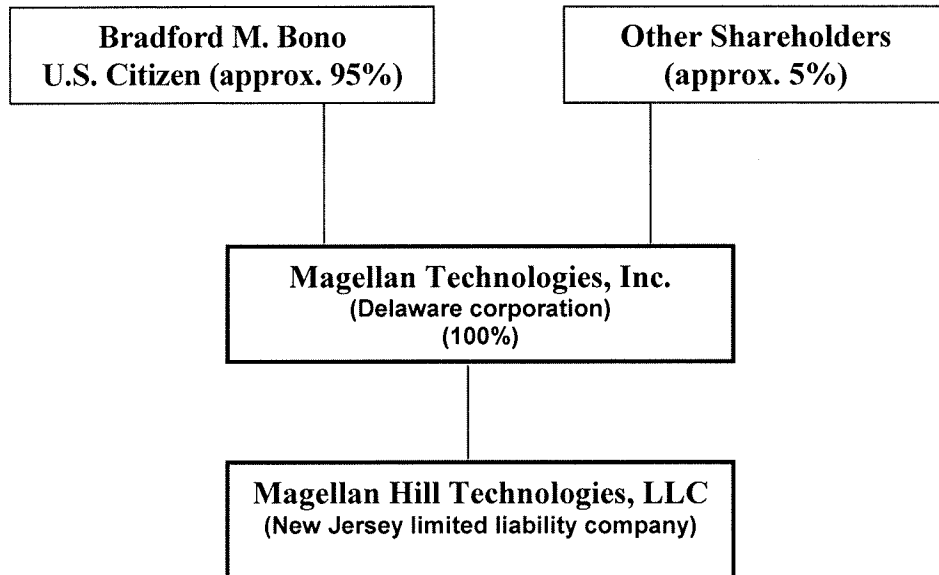 Bradford M. Bono
U.S. Citizen (approx. 95%)
Other Shareholders
(approx. 5%)
Magellan Technologies, Inc.
(Delaware corporation)
(100%)
Magellan Hill Technologies, LLC
(New Jersey limited liability company)